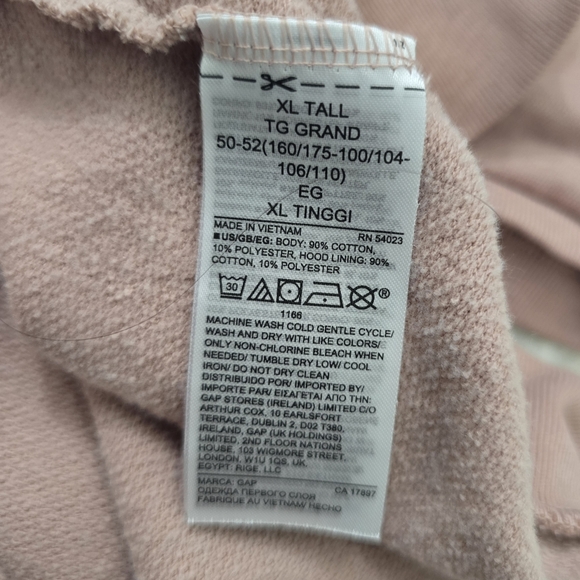 XL TALL
TG GRAND
50-52(160/175-100/104-
106/110)
EG
XL TINGGI
MADE IN VIETNAM RN 54023
■US/GB/EG: BODY: 90% COTTON,
10% POLYESTER, HOOD LINING: 90%
COTTON, 10% POLYESTER
30
®
1166
MACHINE WASH COLD GENTLE CYCLE/
WASH AND DRY WITH LIKE COLORS/
ONLY NON-CHLORINE BLEACH WHEN
NEEDED/ TUMBLE DRY LOW/ COOL
IRON/ DO NOT DRY CLEAN
DISTRIBUIDO POR/ IMPORTED BY/
IMPORTE PAR/ ΕΙΣΑΓΕΤΑΙ ΑΠΟ ΤΗΝ:
GAP STORES (IRELAND) LIMITED C/O
ARTHUR COX, 10 EARLSFORT
TERRACE, DUBLIN 2, D02 T380,
IRELAND, GAP (UK HOLDINGS)
LIMITED, 2ND FLOOR NATIONS
HOUSE, 103 WIGMORE STREET,
LONDON, W1U 1QS, UK,
EGYPT: RIGE, LLC
MARCA: GAP CA 17897
ОДЕЖДА ПЕРВОГО СЛОЯ
FABRIQUE AU VIETNAM/ HECHO